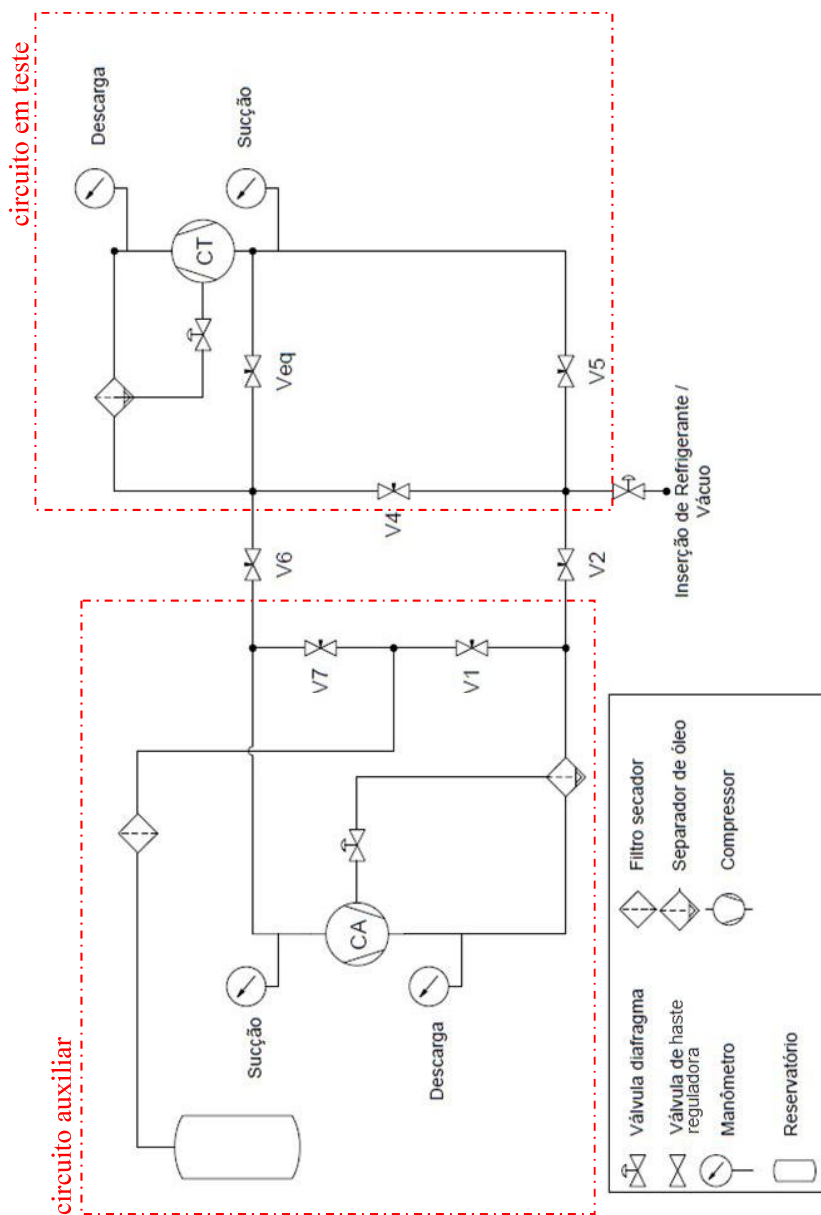 circuito em teste
Descarga
Sucção
CT
Veq
V5
V4
V6
V2
Inserção de Refrigerante /
Vácuo
circuito auxiliar
V7
V1
CA
Sucção
Descarga
Válvula diafragma
Válvula de haste
reguladora
Manômetro
Reservatório
Filtro secador
Separador de óleo
Compressor